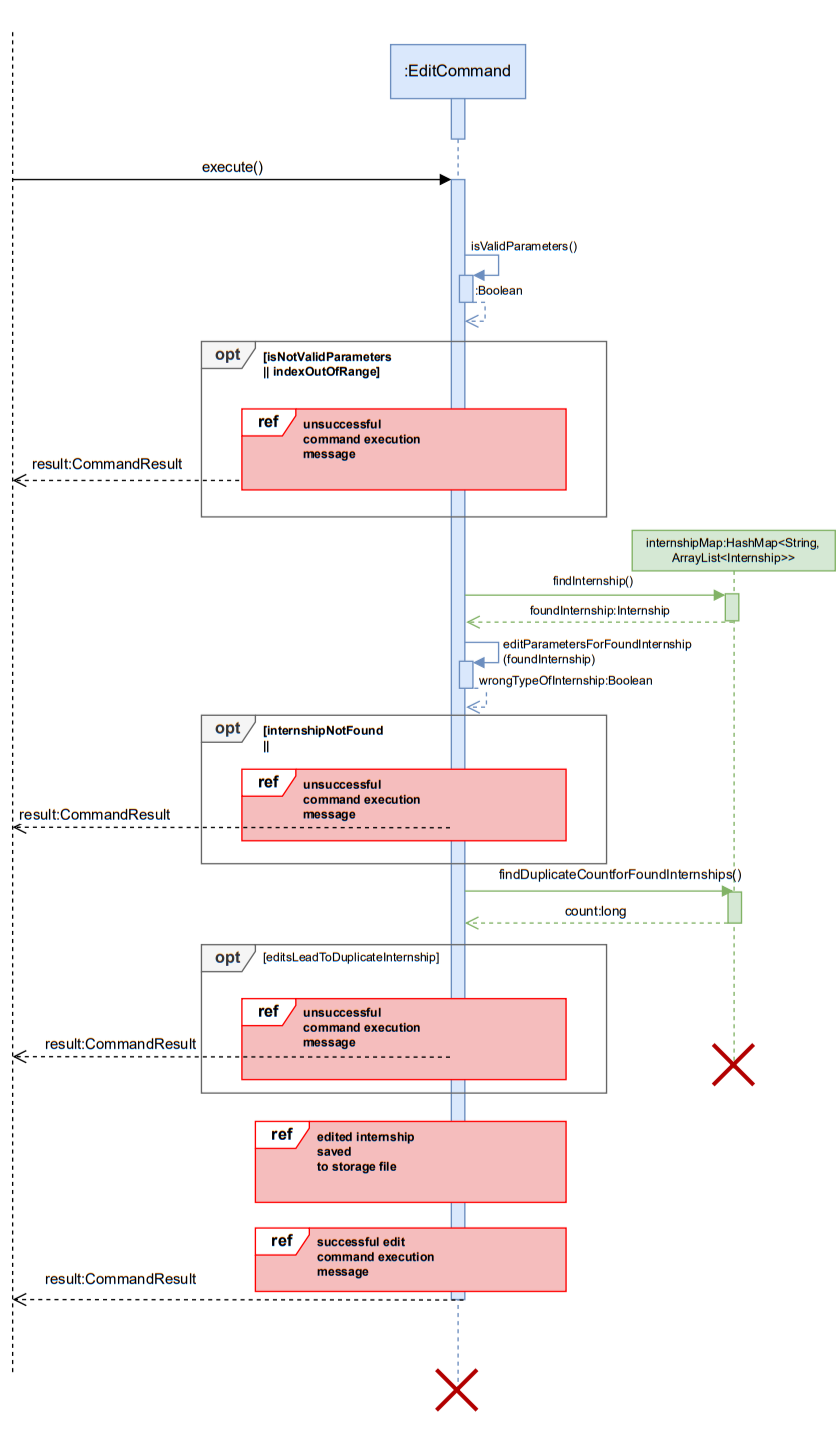 :EditCommand
execute()
isValidParameters()
:Boolean
opt
[isNotValidParameters
|| indexOutOfRange]
ref
unsuccessful
command execution
message
result:CommandResult
internshipMap:HashMap<String,
ArrayList<Internship>>
findInternship()
foundInternship:Internship
editParametersForFoundInternship
(foundInternship)
wrongTypeOfInternship:Boolean
opt
[internshipNotFound
||
ref
unsuccessful
command execution
message
result:CommandResult
findDuplicateCountforFoundInternships()
count:long
opt
[editsLeadToDuplicateInternship]
ref
unsuccessful
command execution
message
result:CommandResult
ref
edited internship
saved
to storage file
ref
successful edit
command execution
message
result:CommandResult